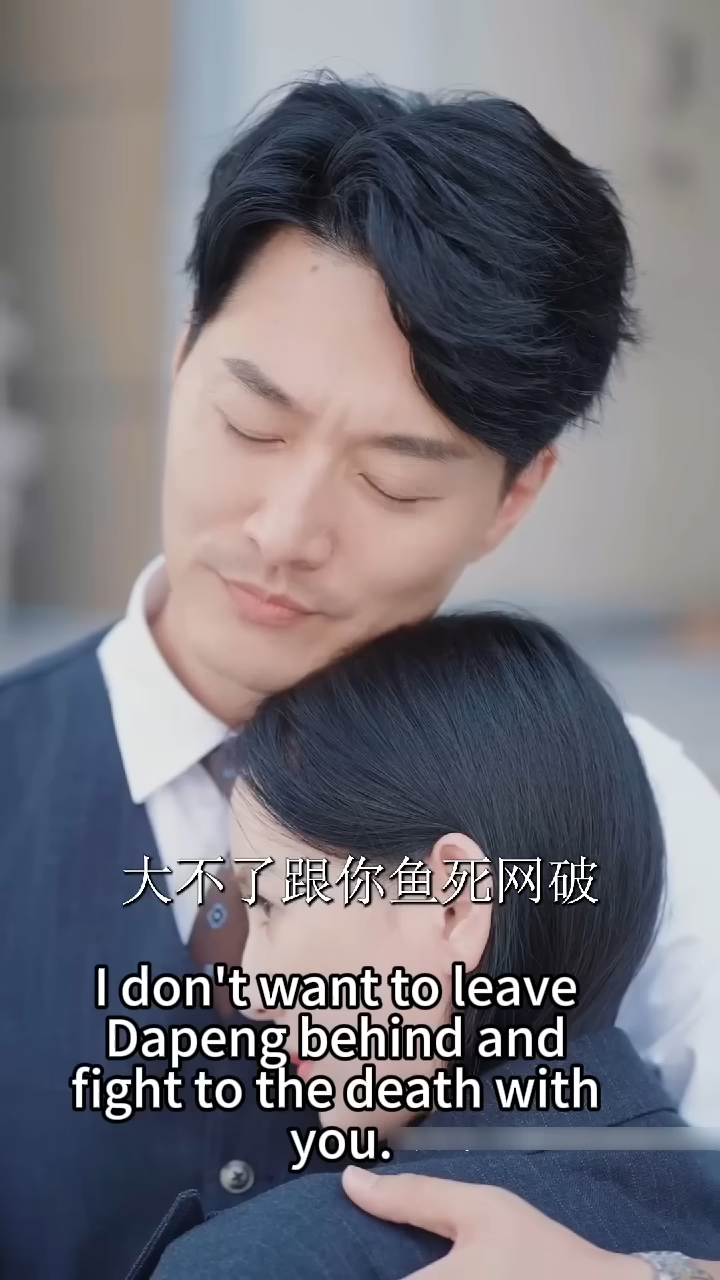 大不了跟你鱼死网破
I don't want to leave
Dapeng behind and
fight to the death with
you.